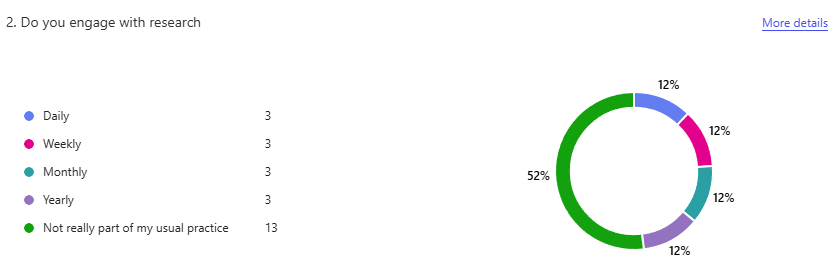 2. Do you engage with research
More details
Daily 3
Weekly 3
Monthly 3
Yearly 3
Not really part of my usual practice 13
12%
12%
12%
12%
52%